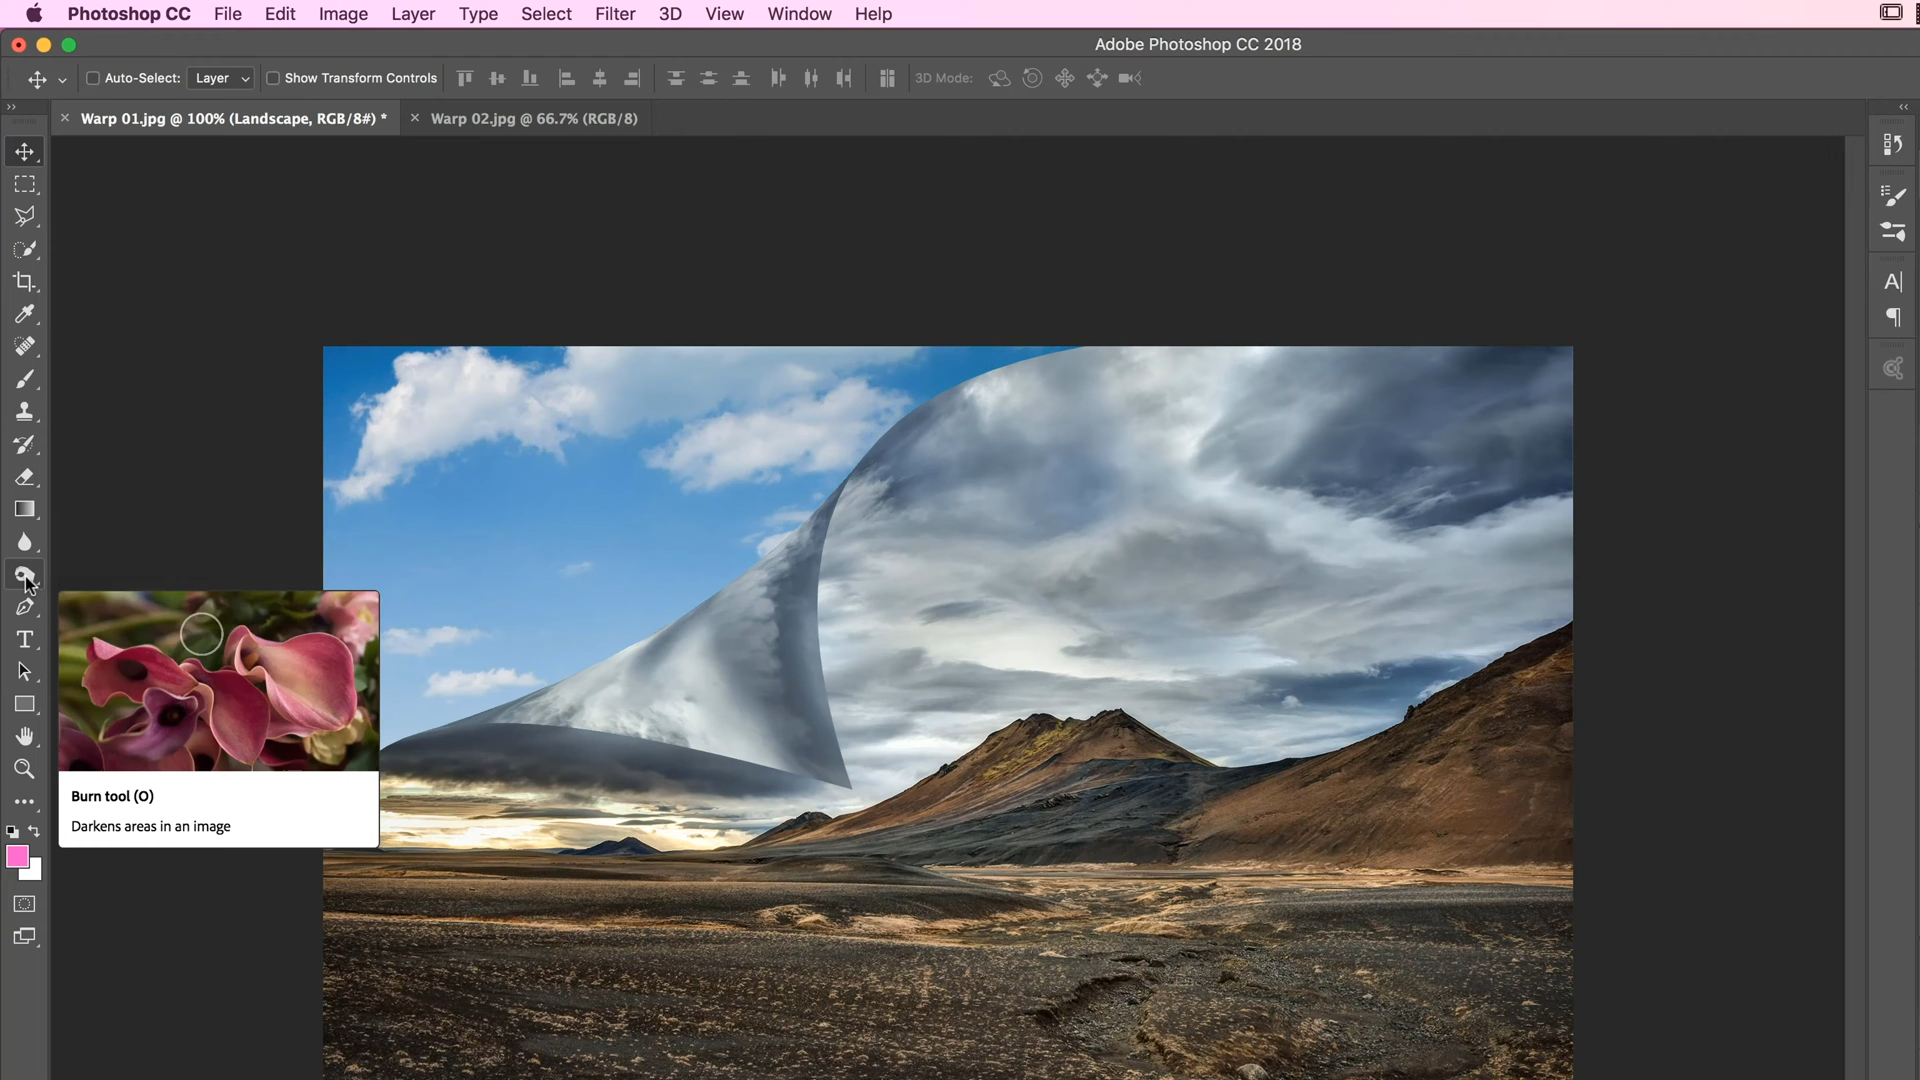 Photoshop CC File Edit Image Layer Type Select Filter 3D View Window Help
Adobe Photoshop CC 2018
Auto-Select: Layer Show Transform Controls 3D Mode:
Warp 01.jpg @ 100% (Landscape, RGB/8#) * Warp 02.jpg @ 66.7% (RGB/8)
Burn tool (O)
Darkens areas in an image